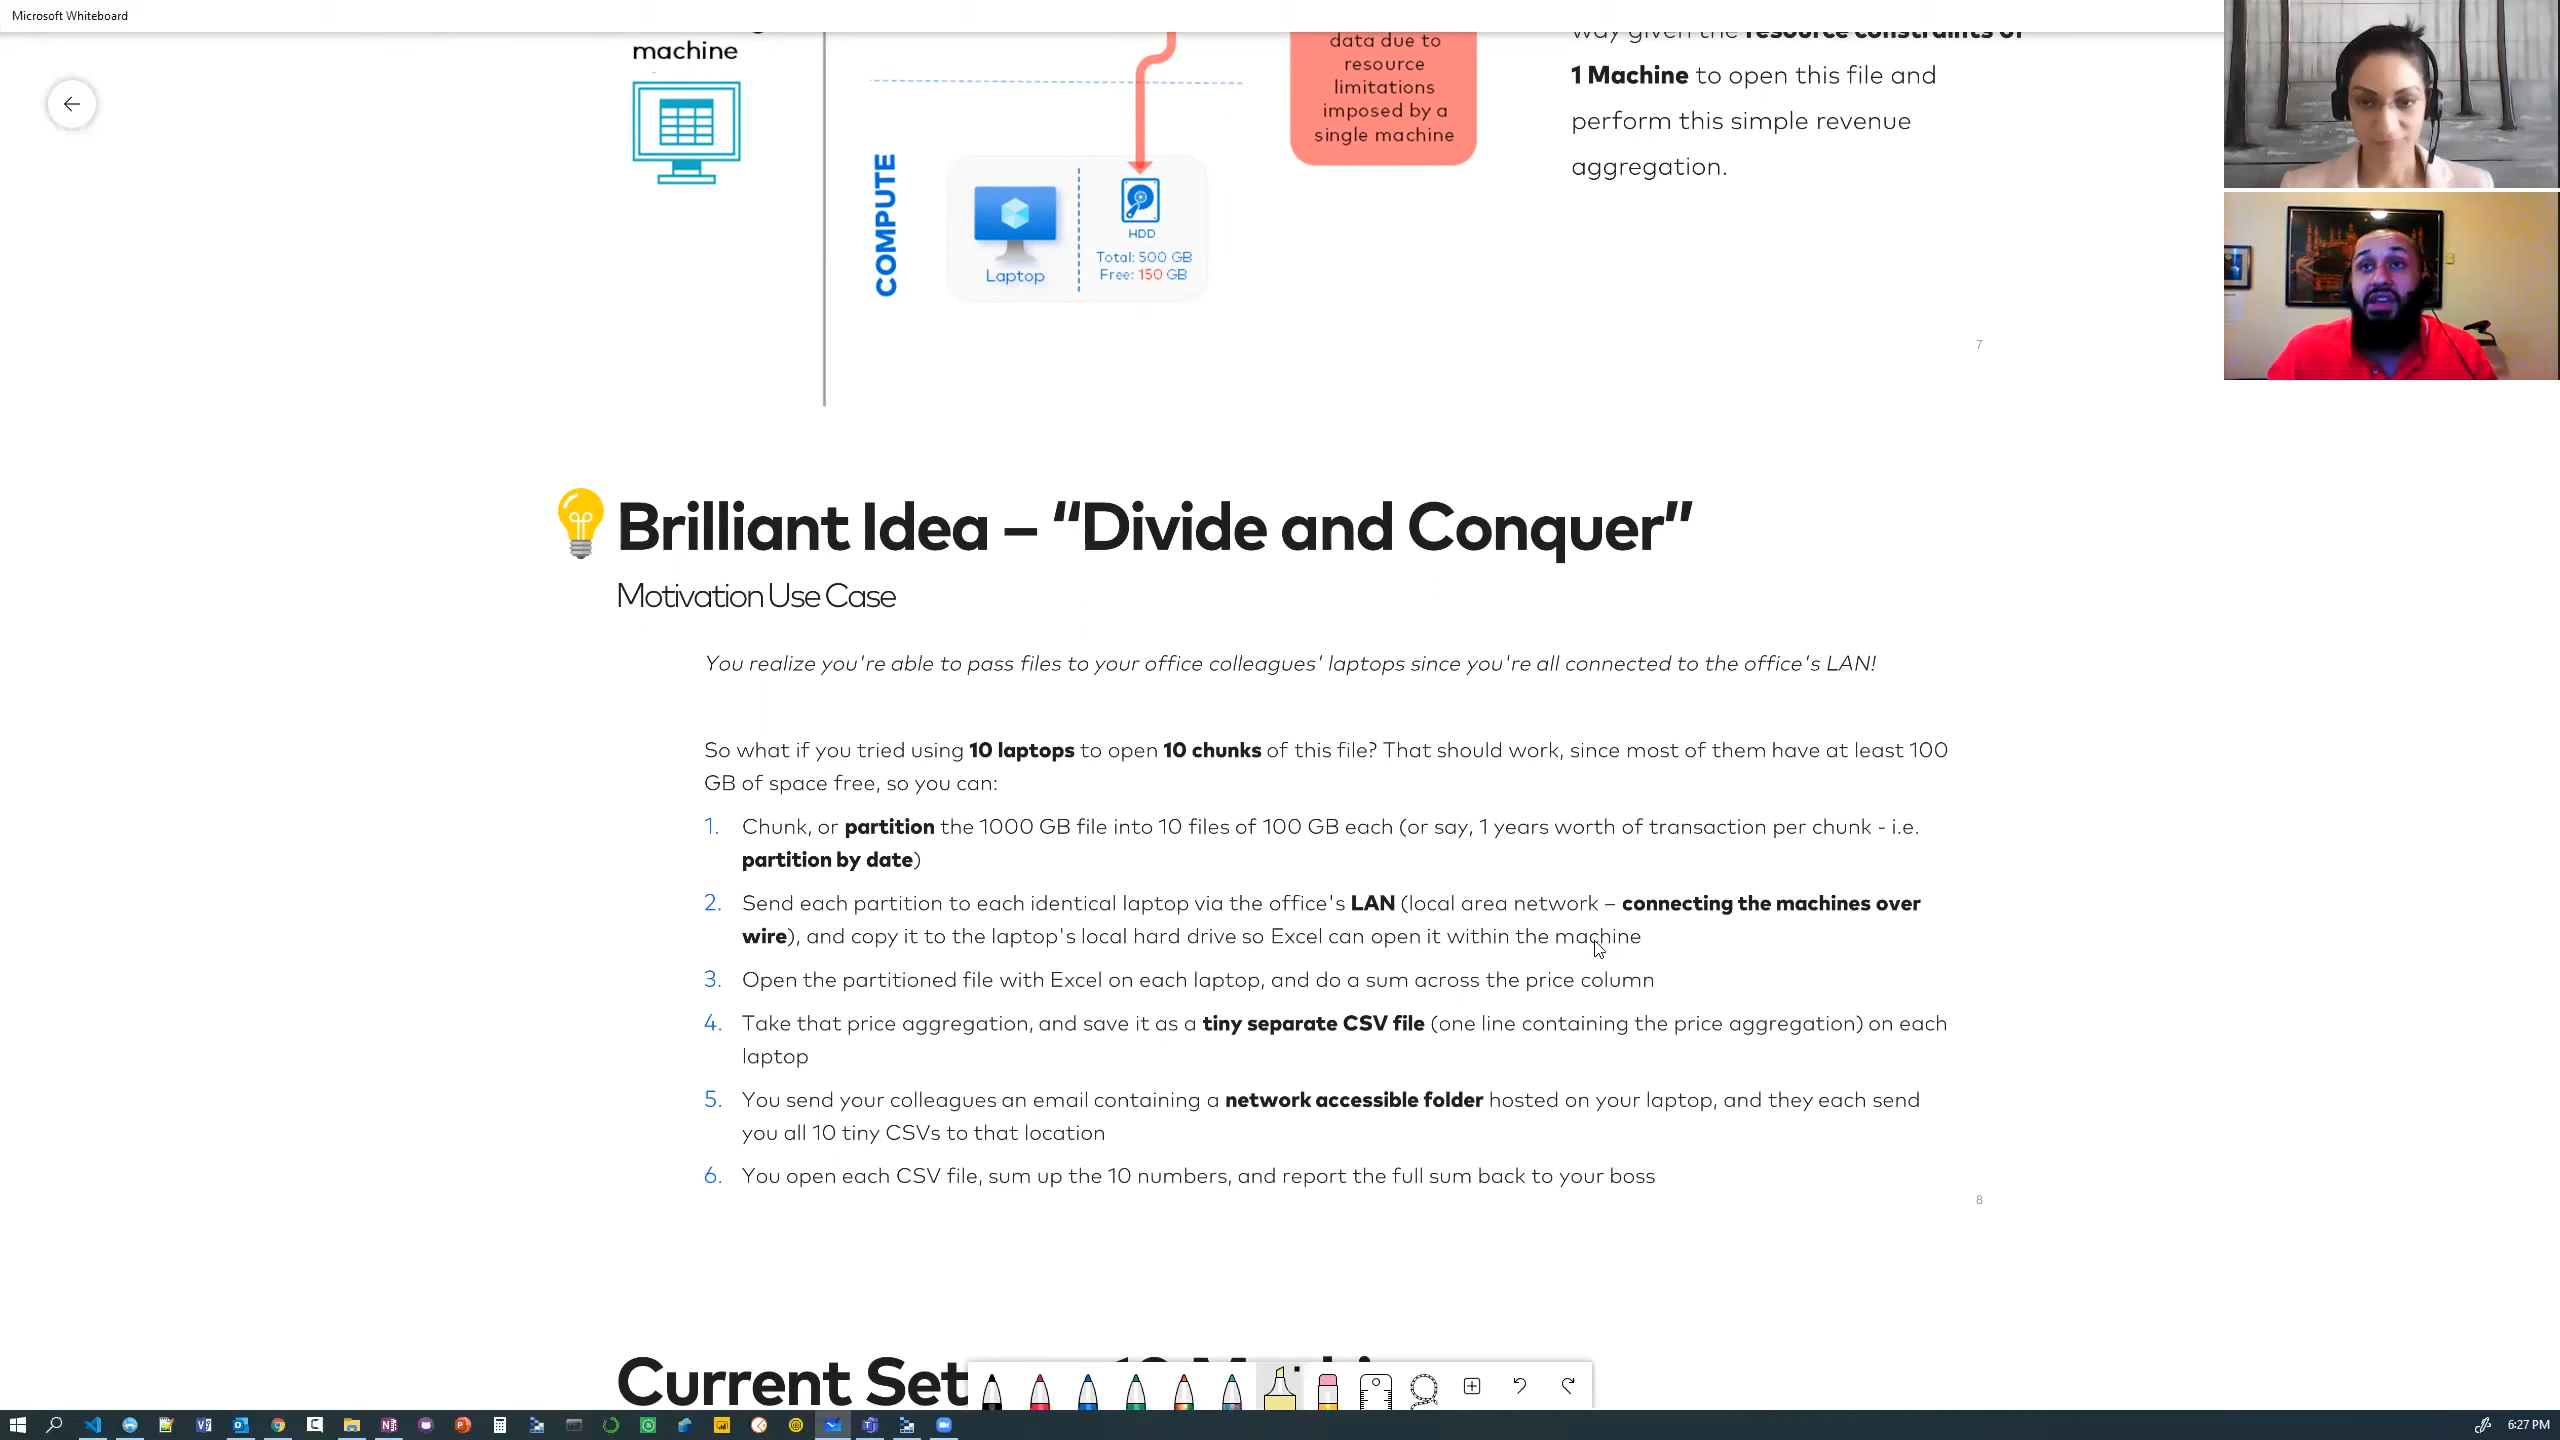 Microsoft Whiteboard
machine
COMPUTE
Laptop
HDD
Total: 500 GB
Free: 150 GB
data due to
resource
limitations
imposed by a
single machine
way given the resource constraints of
1 Machine to open this file and
perform this simple revenue
aggregation.
7
Brilliant Idea – “Divide and Conquer”
Motivation Use Case
You realize you're able to pass files to your office colleagues' laptops since you're all connected to the office's LAN!
So what if you tried using 10 laptops to open 10 chunks of this file? That should work, since most of them have at least 100
GB of space free, so you can:
1. Chunk, or partition the 1000 GB file into 10 files of 100 GB each (or say, 1 years worth of transaction per chunk - i.e.
partition by date)
2. Send each partition to each identical laptop via the office's LAN (local area network – connecting the machines over
wire), and copy it to the laptop's local hard drive so Excel can open it within the machine
3. Open the partitioned file with Excel on each laptop, and do a sum across the price column
4. Take that price aggregation, and save it as a tiny separate CSV file (one line containing the price aggregation) on each
laptop
5. You send your colleagues an email containing a network accessible folder hosted on your laptop, and they each send
you all 10 tiny CSVs to that location
6. You open each CSV file, sum up the 10 numbers, and report the full sum back to your boss
8
Current Set
6:27 PM